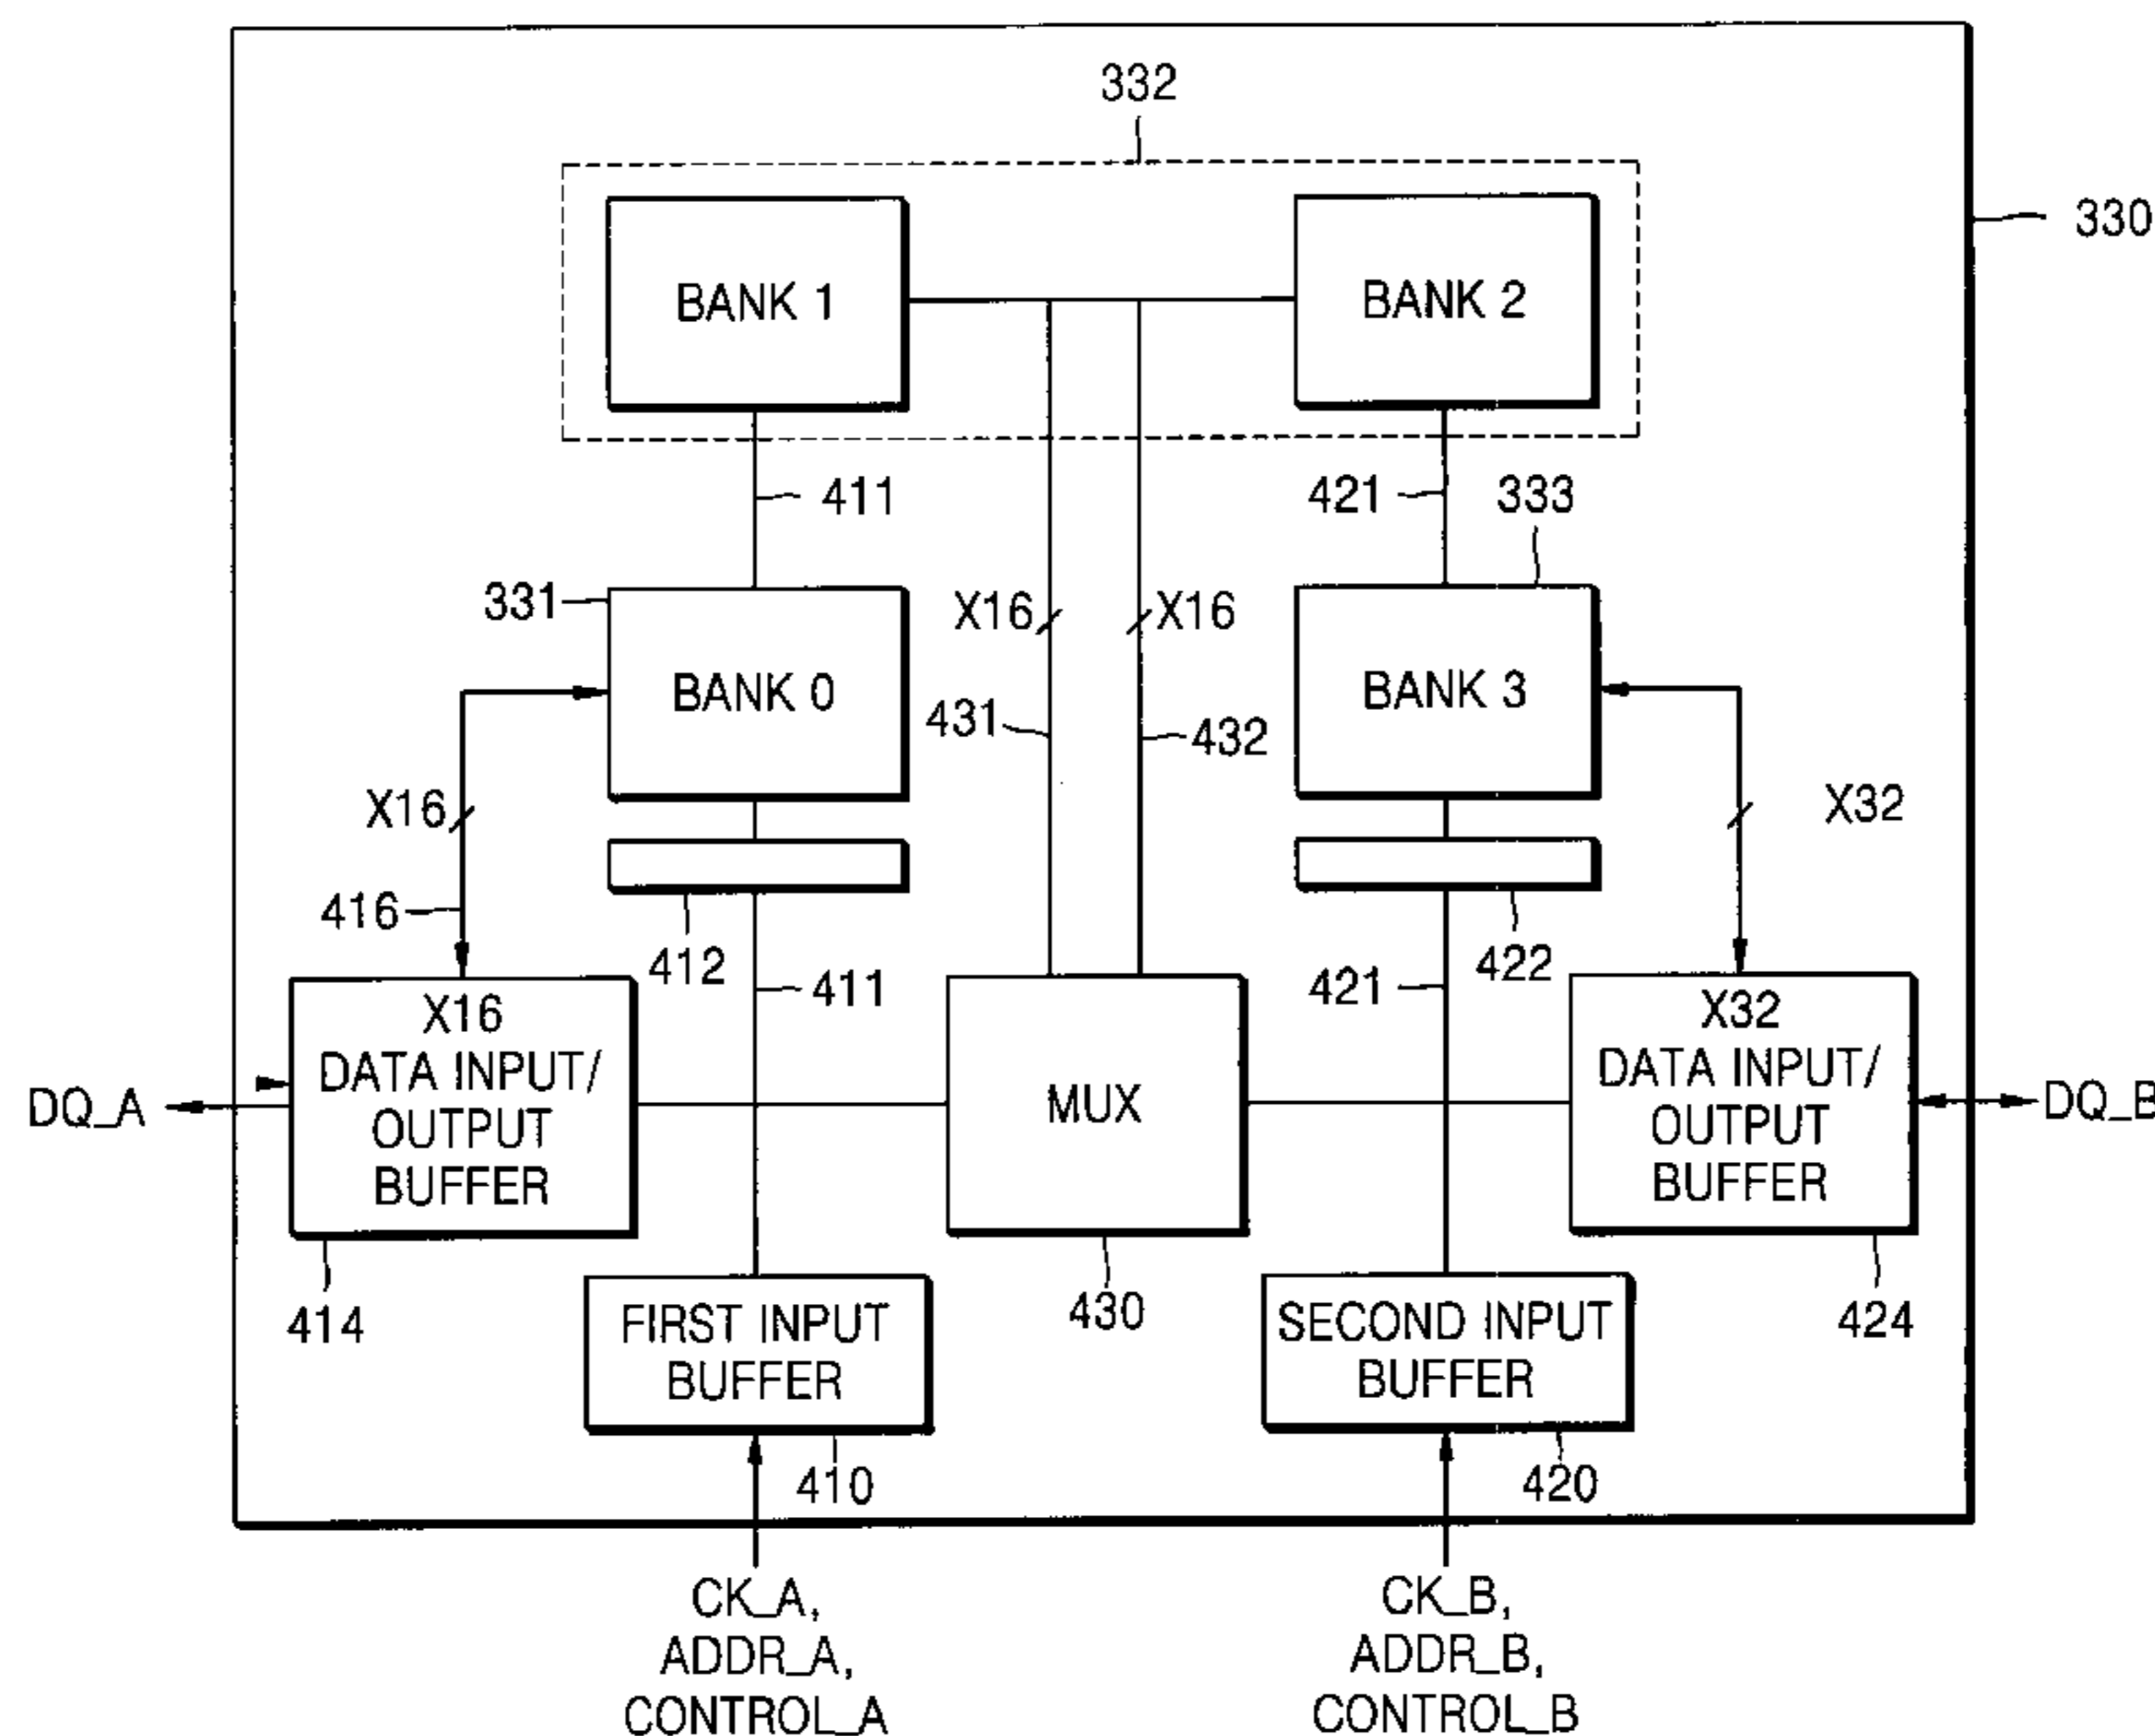 332
330
BANK 1
BANK 2
411
421
333
331
X16
X16
BANK 0
BANK 3
431
432
X16
X32
416
412
422
411
421
X16
DATA INPUT/
OUTPUT
BUFFER
MUX
X32
DATA INPUT/
OUTPUT
BUFFER
DQ_A
DQ_B
414
430
424
FIRST INPUT
BUFFER
SECOND INPUT
BUFFER
410
420
CK_A,
ADDR_A,
CONTROL_A
CK_B,
ADDR_B,
CONTROL_B